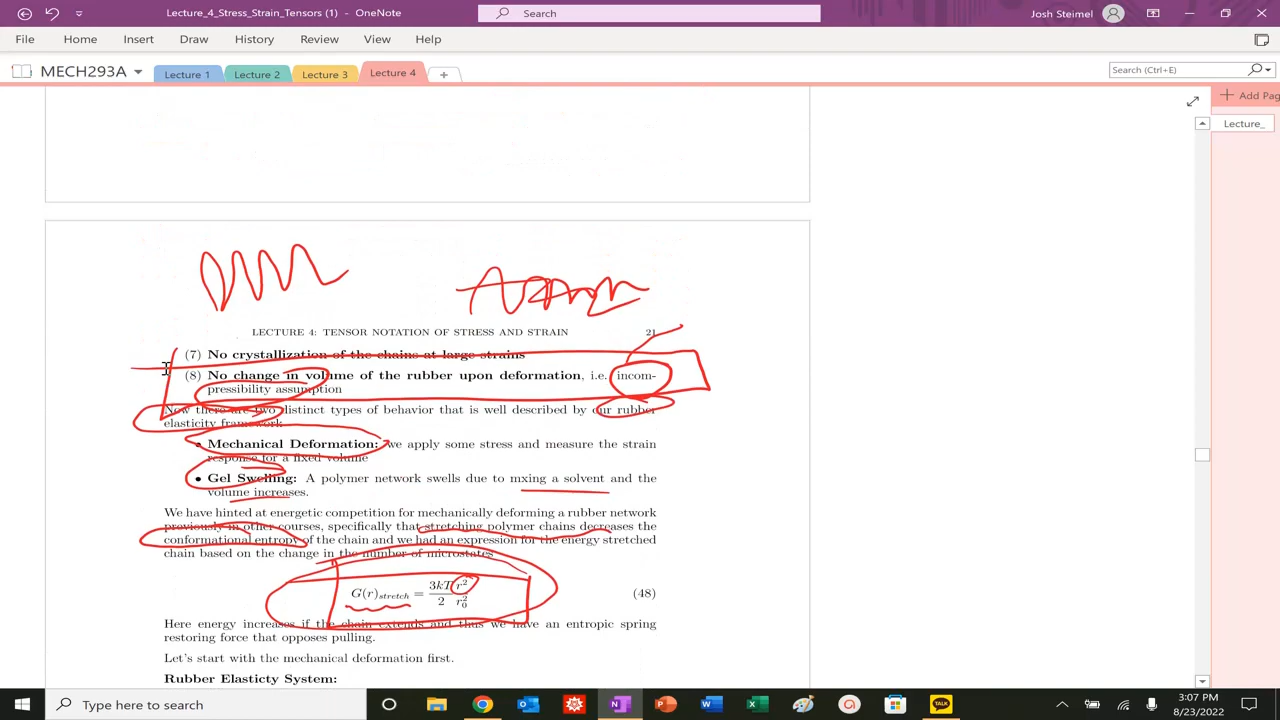 Lecture_4_Stress_Strain_Tensors (1) - OneNote
Search
Josh Steimel
File Home Insert Draw History Review View Help
MECH293A
Lecture 1 Lecture 2 Lecture 3 Lecture 4
Search (Ctrl+E)
Add Pag
Lecture_
LECTURE 4: TENSOR NOTATION OF STRESS AND STRAIN 21
(7) No crystallization of the chains at large strains
(8) No change in volume of the rubber upon deformation, i.e. incom-
pressibility assumption
Now there are two distinct types of behavior that is well described by our rubber
elasticity framework
• Mechanical Deformation: we apply some stress and measure the strain
response for a fixed volume
• Gel Swelling: A polymer network swells due to mxing a solvent and the
volume increases.
We have hinted at energetic competition for mechanically deforming a rubber network
previously in other courses, specifically that stretching polymer chains decreases the
conformational entropy of the chain and we had an expression for the energy stretched
chain based on the change in the number of microstates
G(r)stretch = 3kT/2 r²/r₀² (48)
Here energy increases if the chain extends and thus we have an entropic spring
restoring force that opposes pulling.
Let's start with the mechanical deformation first.
Rubber Elasticty System:
Type here to search
TALK
3:07 PM
8/23/2022